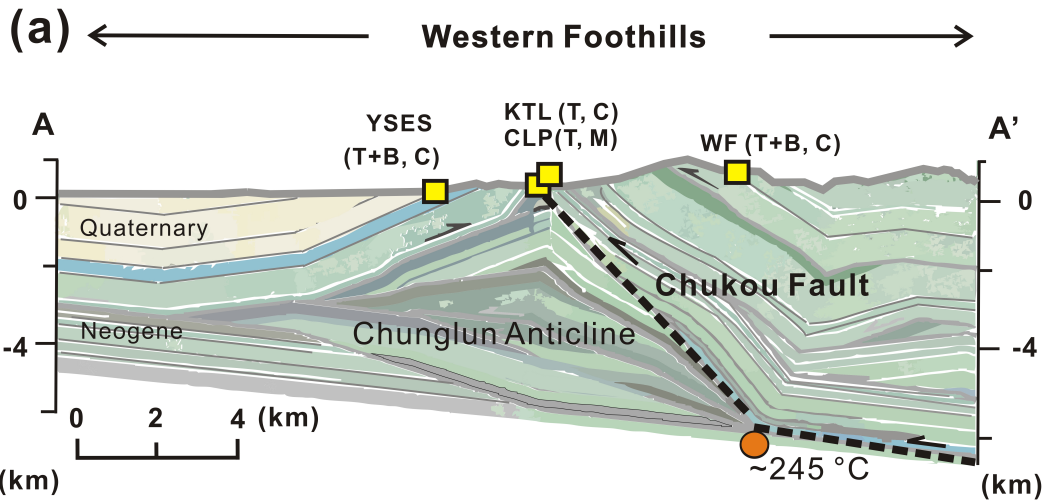 (a)
Western Foothills
A
A’
YSES
(T+B, C)
KTL (T, C)
CLP(T, M)
WF (T+B, C)
0
0
Quaternary
Chukou Fault
Neogene
Chunglun Anticline
-4
-4
0 2 4 (km)
~245 °C
(km)
(km)